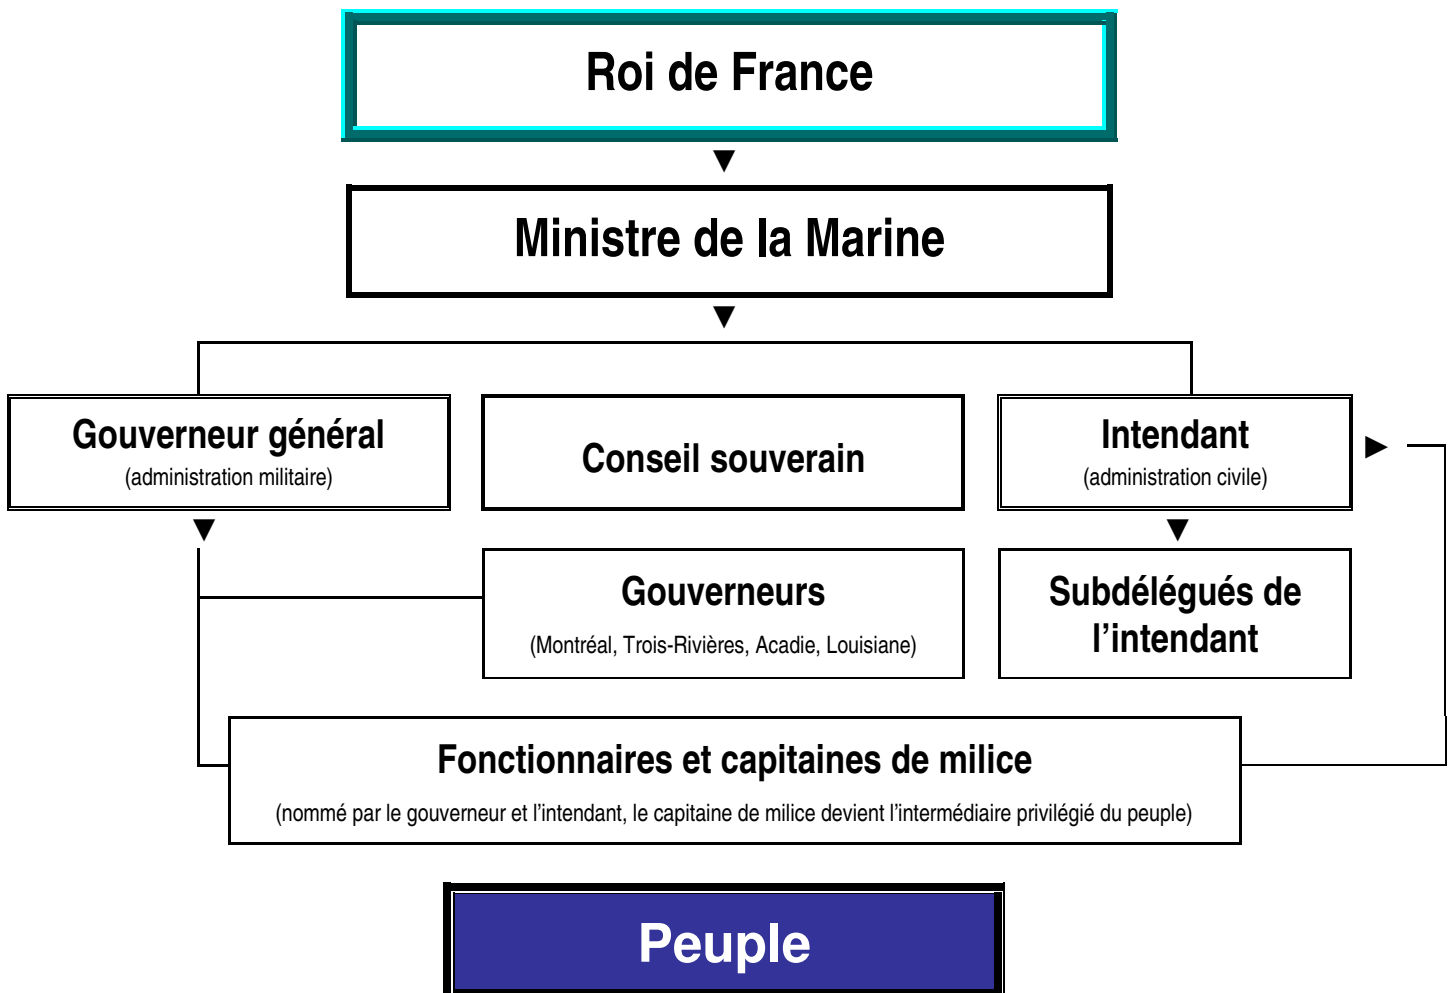 Roi de France
Ministre de la Marine
Gouverneur général
(administration militaire)
Conseil souverain
Intendant
(administration civile)
Gouverneurs
(Montréal, Trois-Rivières, Acadie, Louisiane)
Subdélégués de
l’intendant
Fonctionnaires et capitaines de milice
(nommé par le gouverneur et l’intendant, le capitaine de milice devient l’intermédiaire privilégié du peuple)
Peuple